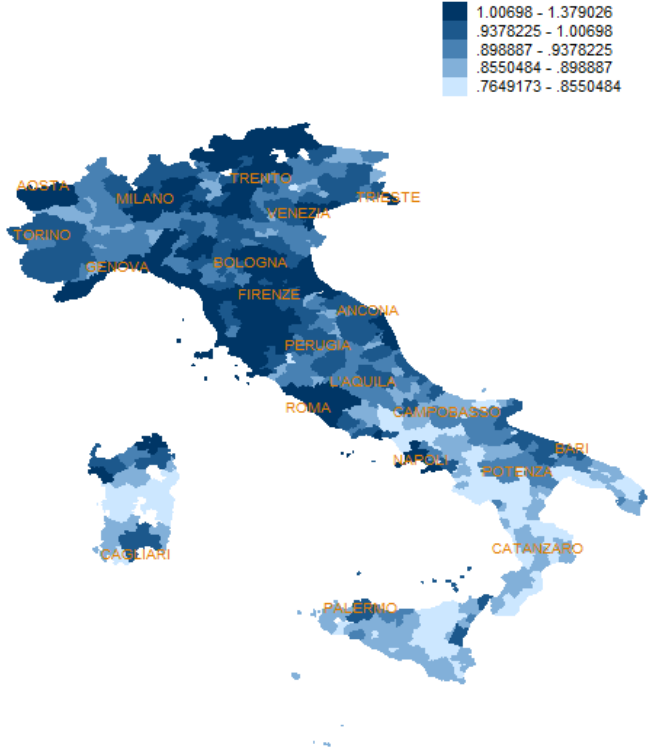 1.00698 - 1.379026
.9378225 - 1.00698
.898887 - .9378225
.8550484 - .898887
.7649173 - .8550484
TRENTO
AOSTA
MILANO
TRIESTE
VENEZIA
TORINO
GENOVA
BOLOGNA
FIRENZE
ANCONA
PERUGIA
L'AQUILA
ROMA
CAMPOBASSO
BARI
NAPOLI
POTENZA
CATANZARO
CAGLIARI
PALERMO